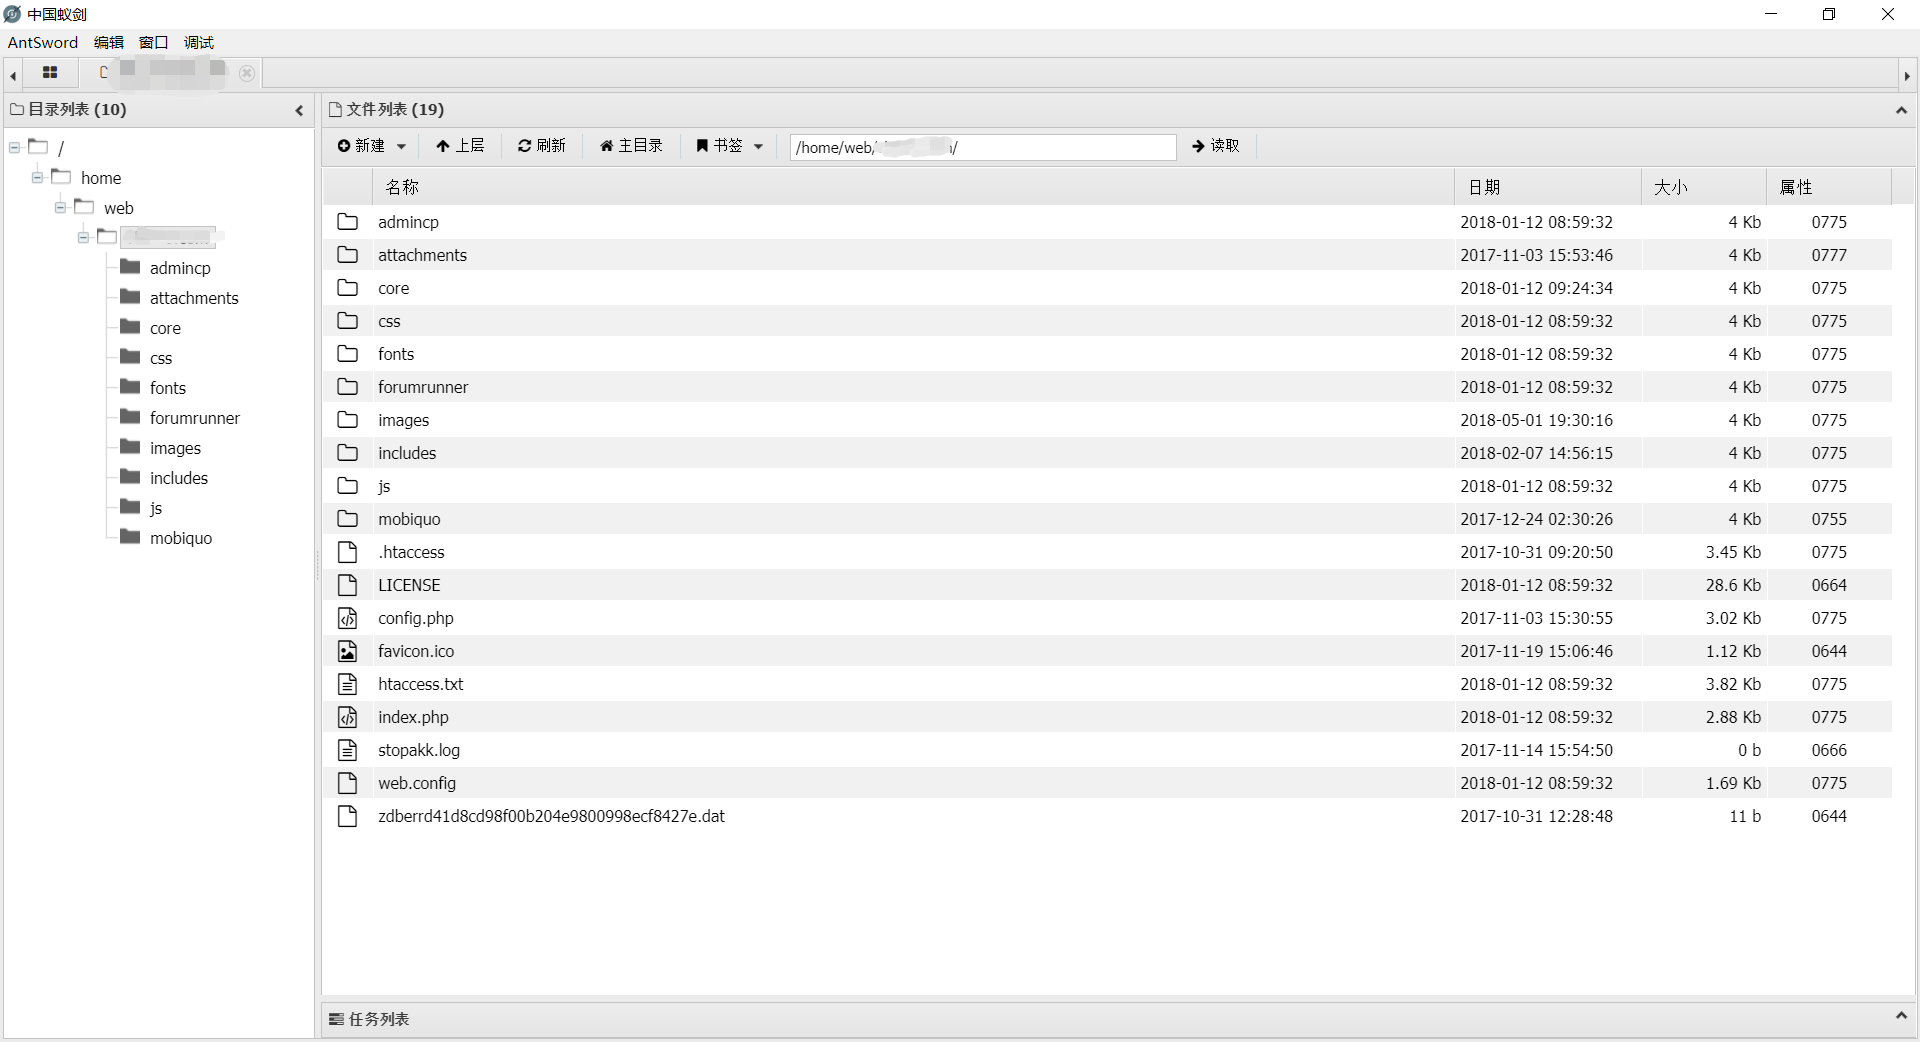 中国蚁剑
AntSword 编辑 窗口 调试
目录列表 (10)
/
home
web
admincp
attachments
core
css
fonts
forumrunner
images
includes
js
mobiquo
文件列表 (19)
新建 上层 刷新 主目录 书签 /home/web/ / 读取
名称 日期 大小 属性
admincp 2018-01-12 08:59:32 4 Kb 0775
attachments 2017-11-03 15:53:46 4 Kb 0777
core 2018-01-12 09:24:34 4 Kb 0775
css 2018-01-12 08:59:32 4 Kb 0775
fonts 2018-01-12 08:59:32 4 Kb 0775
forumrunner 2018-01-12 08:59:32 4 Kb 0775
images 2018-05-01 19:30:16 4 Kb 0775
includes 2018-02-07 14:56:15 4 Kb 0775
js 2018-01-12 08:59:32 4 Kb 0775
mobiquo 2017-12-24 02:30:26 4 Kb 0755
.htaccess 2017-10-31 09:20:50 3.45 Kb 0775
LICENSE 2018-01-12 08:59:32 28.6 Kb 0664
config.php 2017-11-03 15:30:55 3.02 Kb 0775
favicon.ico 2017-11-19 15:06:46 1.12 Kb 0644
htaccess.txt 2018-01-12 08:59:32 3.82 Kb 0775
index.php 2018-01-12 08:59:32 2.88 Kb 0775
stopakk.log 2017-11-14 15:54:50 0 b 0666
web.config 2018-01-12 08:59:32 1.69 Kb 0775
zdberrd41d8cd98f00b204e9800998ecf8427e.dat 2017-10-31 12:28:48 11 b 0644
任务列表